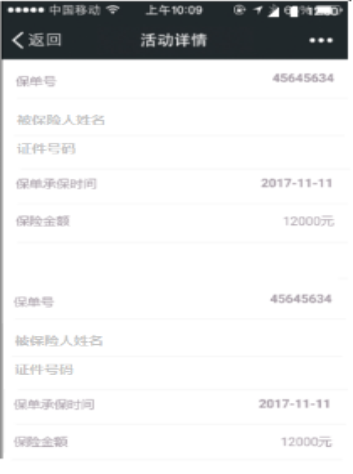 中国移动 上午10:09
返回 活动详情
保单号 45645634
被保险人姓名
证件号码
保单承保时间 2017-11-11
保险金额 12000元
保单号 45645634
被保险人姓名
证件号码
保单承保时间 2017-11-11
保险金额 12000元